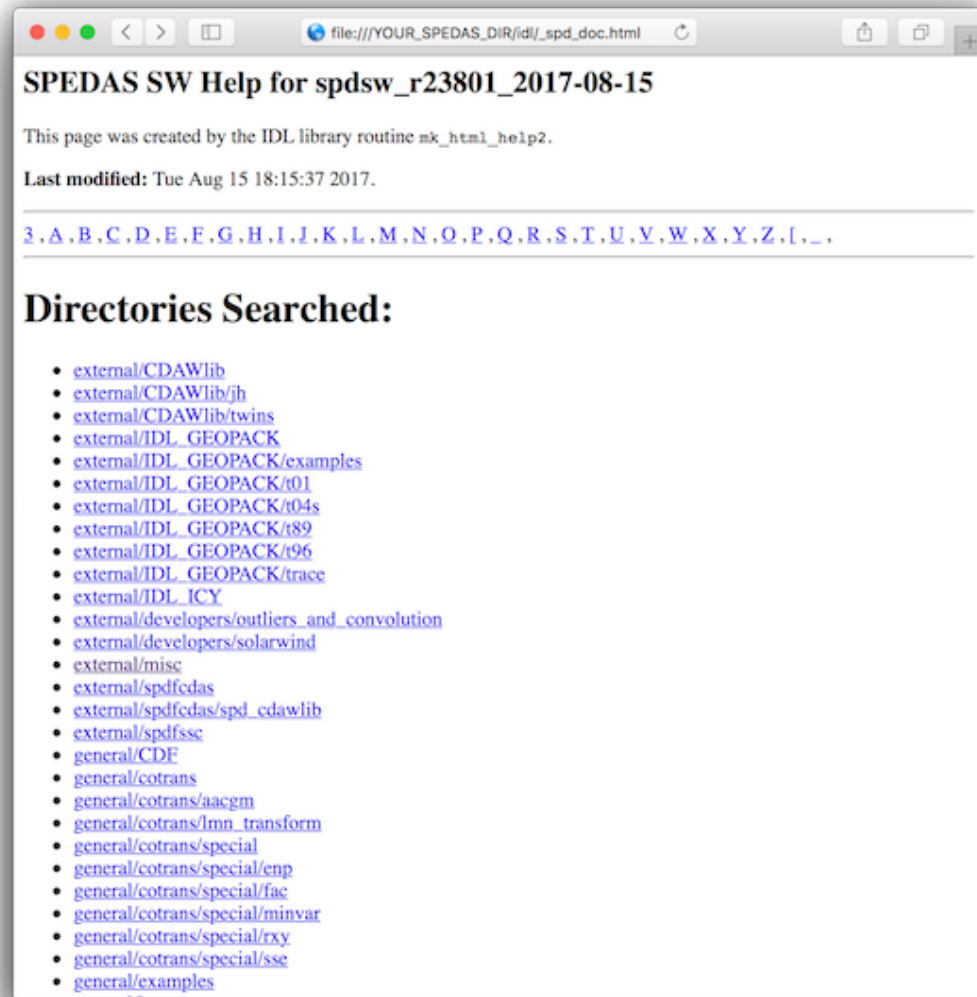 file:///YOUR_SPEDAS_DIR/idl/_spd_doc.html
SPEDAS SW Help for spdsw_r23801_2017-08-15
This page was created by the IDL library routine mk_html_help2.
Last modified: Tue Aug 15 18:15:37 2017.
3 , A , B , C , D , E , F , G , H , I , J , K , L , M , N , O , P , Q , R , S , T , U , V , W , X , Y , Z , [ , _ ,
Directories Searched:
• external/CDAWlib
• external/CDAWlib/jh
• external/CDAWlib/twins
• external/IDL_GEOPACK
• external/IDL_GEOPACK/examples
• external/IDL_GEOPACK/t01
• external/IDL_GEOPACK/t04s
• external/IDL_GEOPACK/t89
• external/IDL_GEOPACK/t96
• external/IDL_GEOPACK/trace
• external/IDL_ICY
• external/developers/outliers_and_convolution
• external/developers/solarwind
• external/misc
• external/spdfcdas
• external/spdfcdas/spd_cdawlib
• external/spdfssc
• general/CDF
• general/cotrans
• general/cotrans/aacgm
• general/cotrans/lmn_transform
• general/cotrans/special
• general/cotrans/special/enp
• general/cotrans/special/fac
• general/cotrans/special/minvar
• general/cotrans/special/rxy
• general/cotrans/special/sse
• general/examples